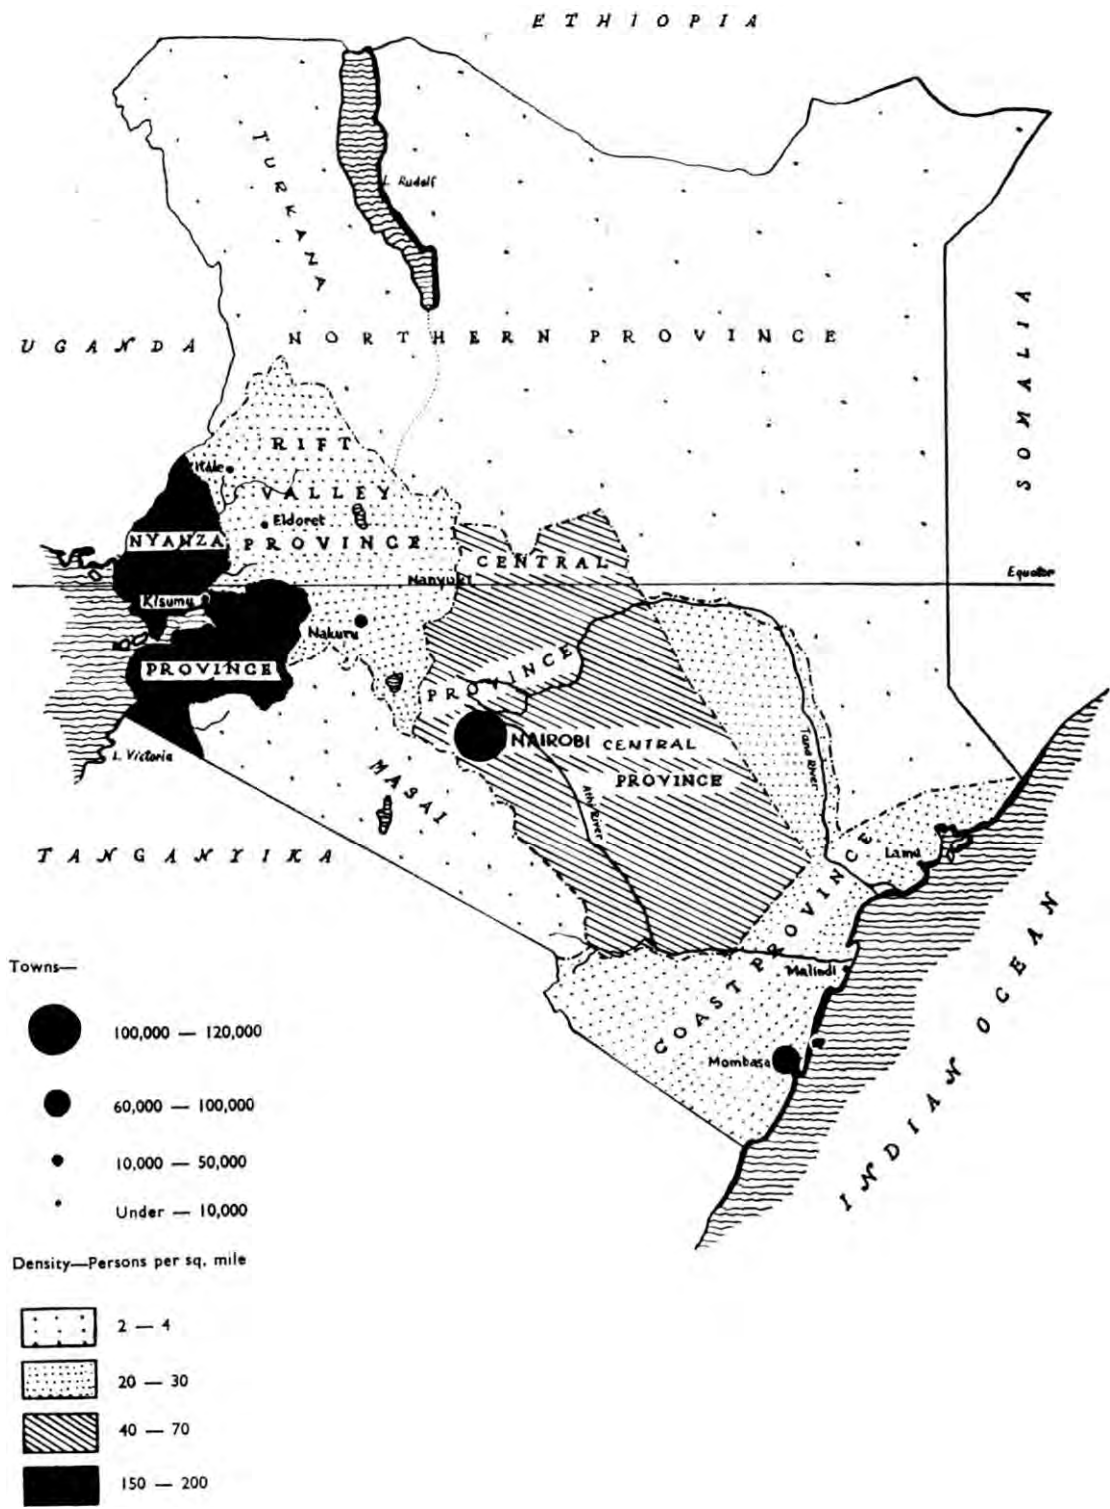 ETHIOPIA
TURKANA
L. Rudolf
UGANDA
NORTHERN PROVINCE
SOMALIA
RIFT
VALLEY
PROVINCE
Kitale
Eldoret
NYANZA
PROVINCE
CENTRAL
Nanyuki
Equator
Kisumu
Nakuru
PROVINCE
L. Victoria
NAIROBI
CENTRAL
PROVINCE
Athi River
Tana River
MASAI
TANGANYIKA
COAST PROVINCE
Lamu
Malindi
Mombasa
INDIAN OCEAN
Towns—
100,000 — 120,000
60,000 — 100,000
10,000 — 50,000
Under — 10,000
Density—Persons per sq. mile
2 — 4
20 — 30
40 — 70
150 — 200